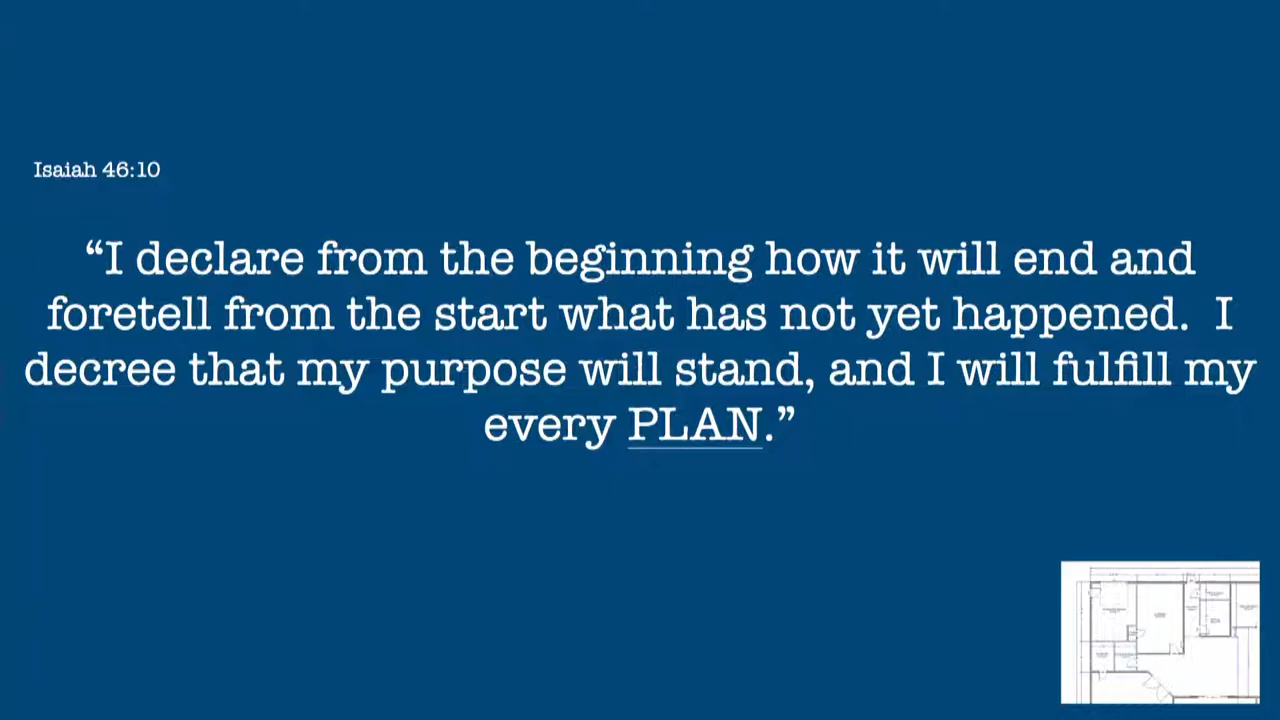 Isaiah 46:10
“I declare from the beginning how it will end and
foretell from the start what has not yet happened.  I
decree that my purpose will stand, and I will fulfill my
every PLAN.”